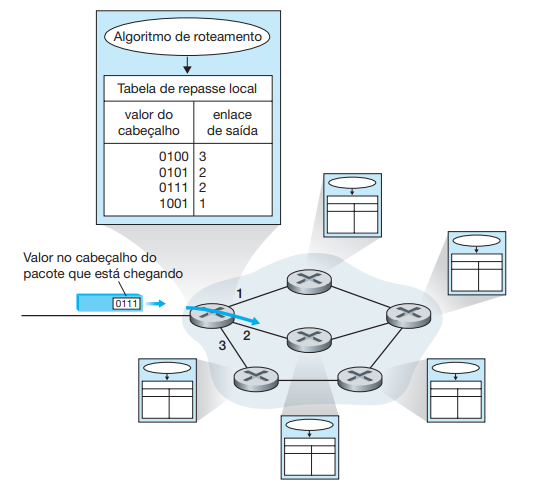 Algoritmo de roteamento
Tabela de repasse local
valor do cabeçalho
enlace de saída
0100 3
0101 2
0111 2
1001 1
Valor no cabeçalho do
pacote que está chegando
0111
1
2
3